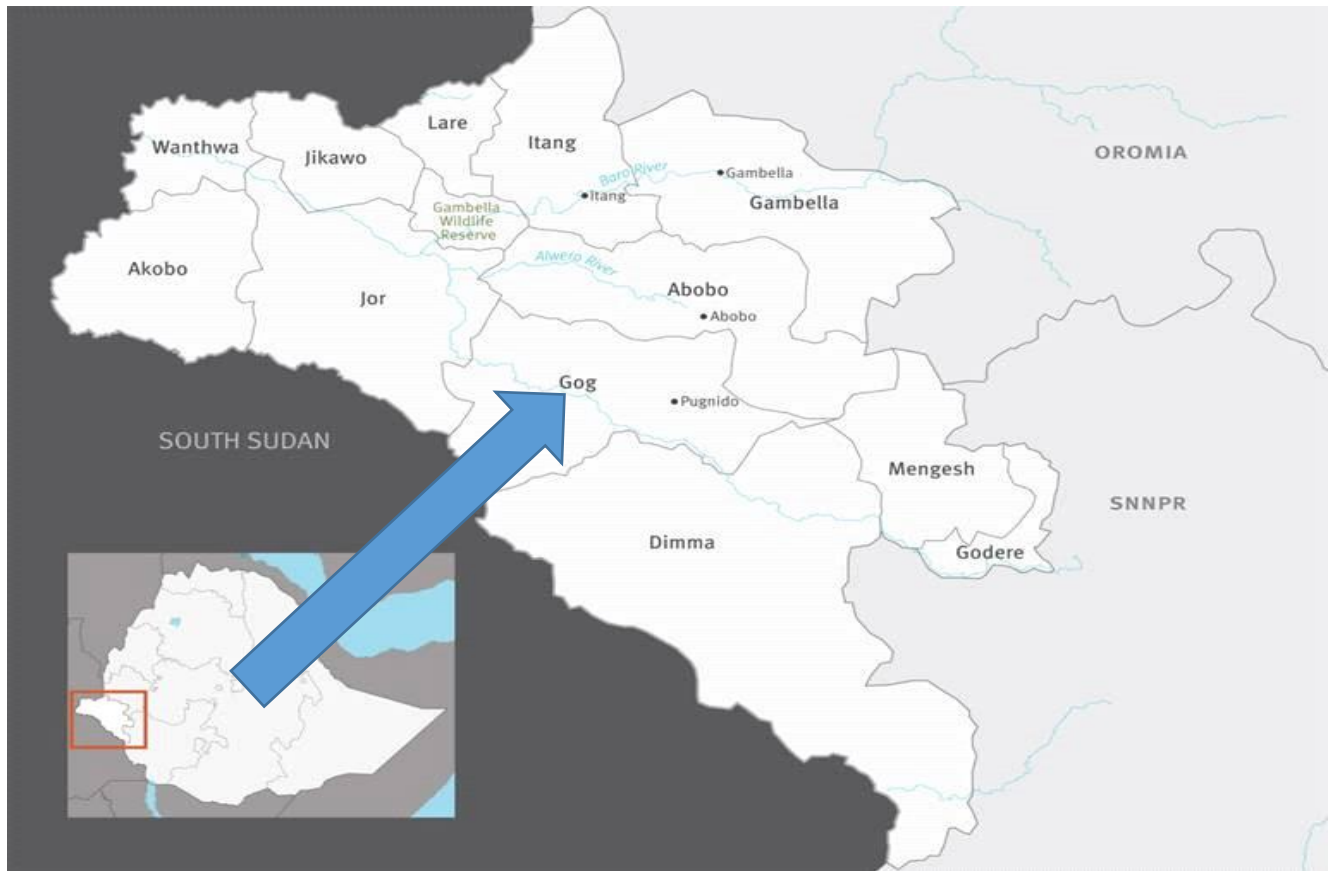 Lare
Itang
Wanthwa
Jikawo
OROMIA
Baro River
Gambella
Itang
Gambella
Gambella
Wildlife
Reserve
Akobo
Alwero River
Jor
Abobo
Abobo
Gog
Pugnido
SOUTH SUDAN
Mengesh
SNNPR
Dimma
Godere